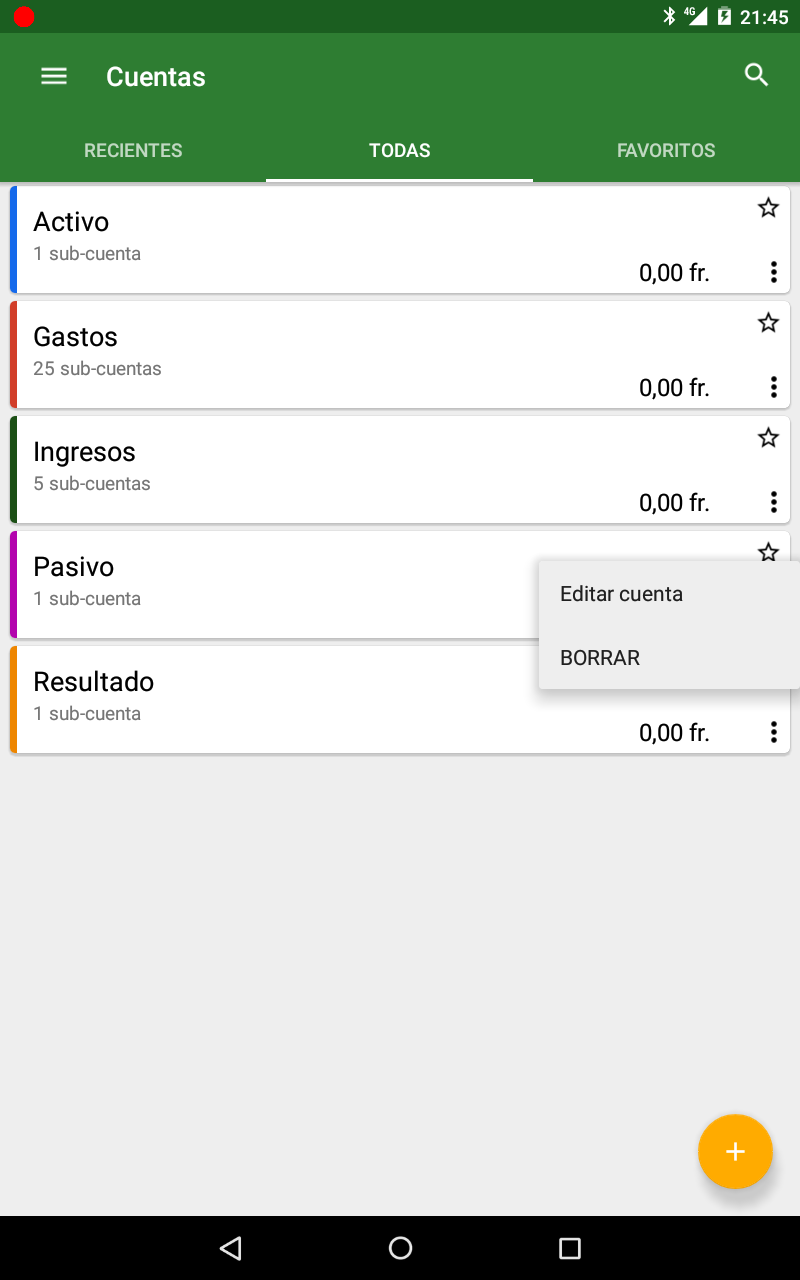 4G 21:45
Cuentas
RECIENTES TODAS FAVORITOS
Activo
1 sub-cuenta
0,00 fr.
Gastos
25 sub-cuentas
0,00 fr.
Ingresos
5 sub-cuentas
0,00 fr.
Pasivo
1 sub-cuenta
Editar cuenta
BORRAR
Resultado
1 sub-cuenta
0,00 fr.